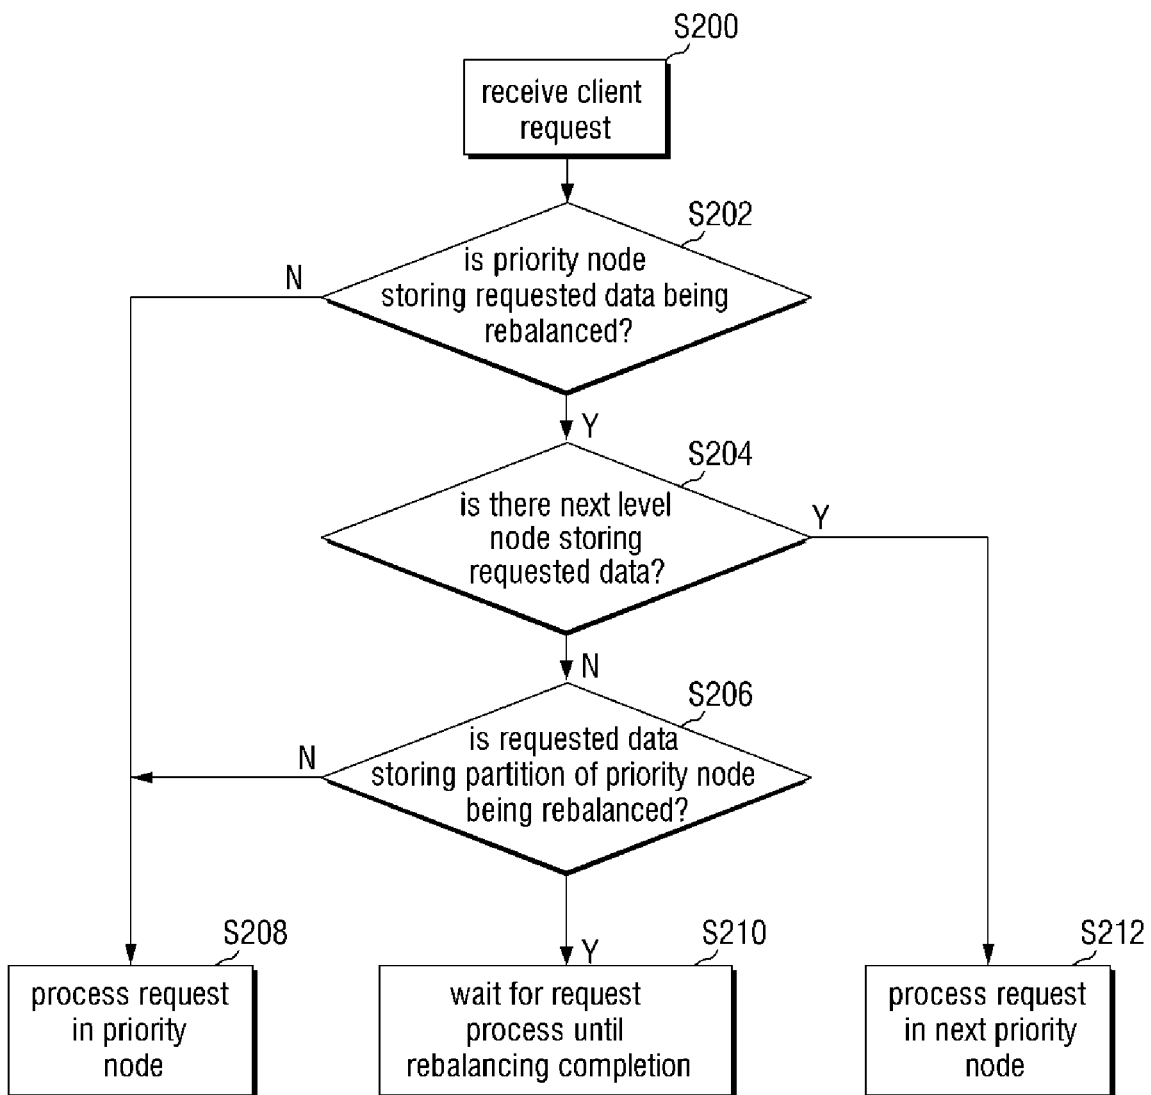 S200
receive client
request
S202
is priority node
storing requested data being
rebalanced?
N
Y
S204
is there next level
node storing
requested data?
Y
N
S206
is requested data
storing partition of priority node
being rebalanced?
N
Y
S208
process request
in priority
node
S210
wait for request
process until
rebalancing completion
S212
process request
in next priority
node